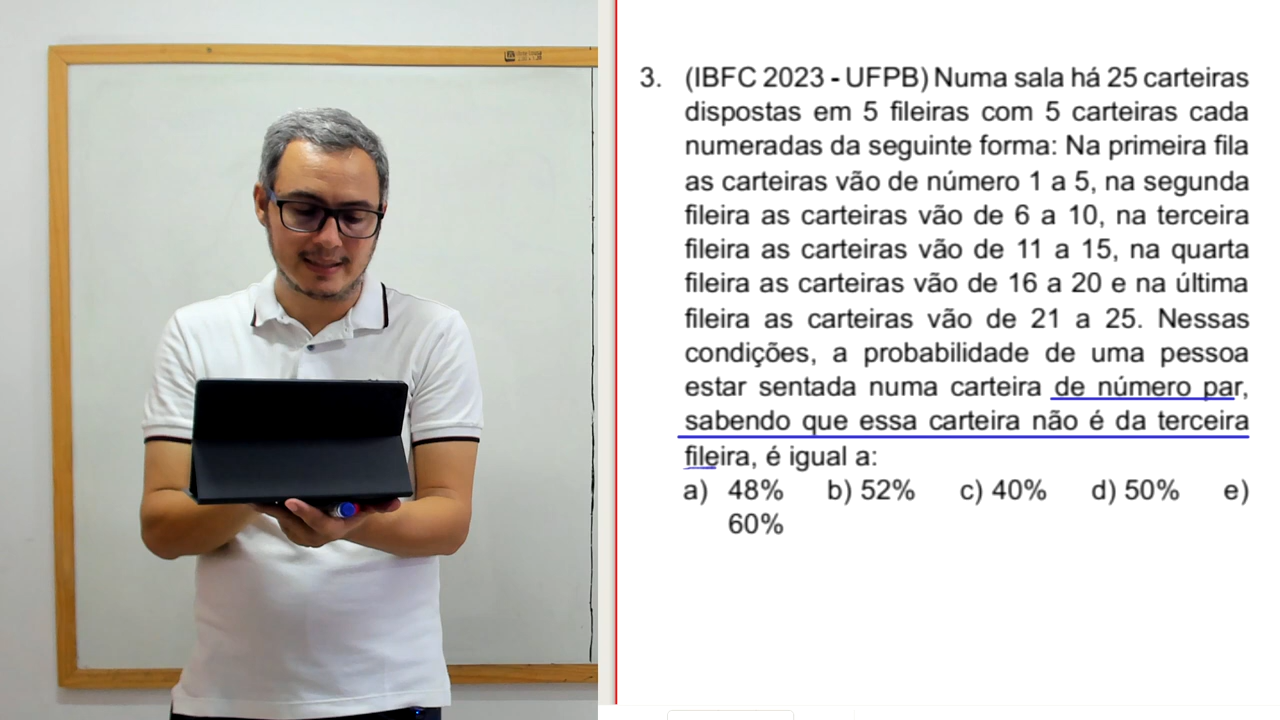 3. (IBFC 2023 - UFPB) Numa sala há 25 carteiras
dispostas em 5 fileiras com 5 carteiras cada
numeradas da seguinte forma: Na primeira fila
as carteiras vão de número 1 a 5, na segunda
fileira as carteiras vão de 6 a 10, na terceira
fileira as carteiras vão de 11 a 15, na quarta
fileira as carteiras vão de 16 a 20 e na última
fileira as carteiras vão de 21 a 25. Nessas
condições, a probabilidade de uma pessoa
estar sentada numa carteira de número par,
sabendo que essa carteira não é da terceira
fileira, é igual a:
a) 48% b) 52% c) 40% d) 50% e)
60%